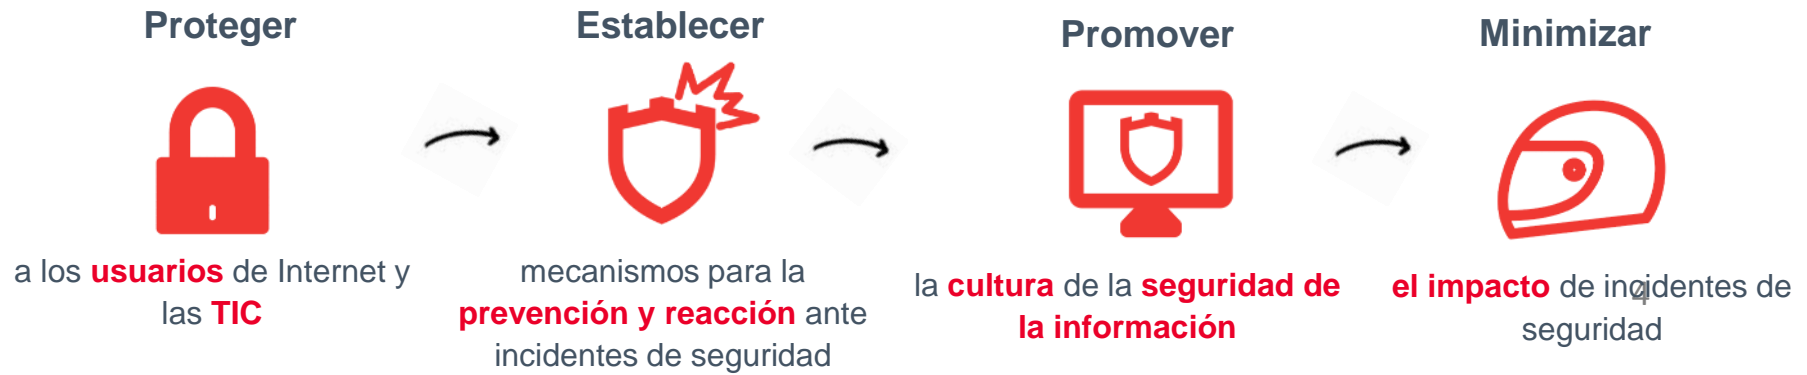 Proteger
a los usuarios de Internet y
las TIC
Establecer
mecanismos para la
prevención y reacción ante
incidentes de seguridad
Promover
la cultura de la seguridad de
la información
Minimizar
el impacto de incidentes de
seguridad
4